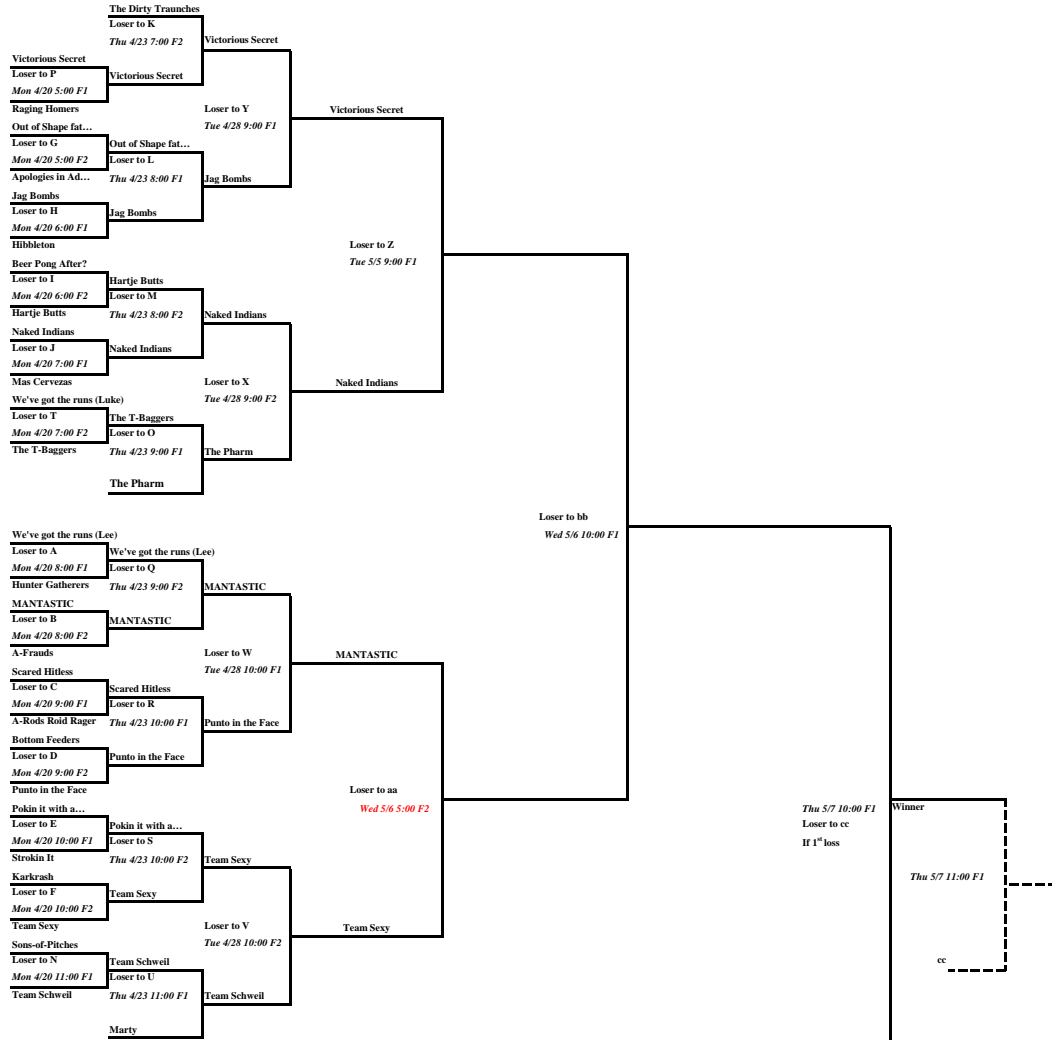 The Dirty Traunches
Loser to K
Thu 4/23 7:00 F2
Victorious Secret
Victorious Secret
Loser to P
Victorious Secret
Mon 4/20 5:00 F1
Raging Homers
Loser to Y
Victorious Secret
Tue 4/28 9:00 F1
Out of Shape fat...
Loser to G
Out of Shape fat...
Mon 4/20 5:00 F2
Loser to L
Apologies in Ad...
Thu 4/23 8:00 F1
Jag Bombs
Jag Bombs
Loser to H
Jag Bombs
Mon 4/20 6:00 F1
Hibbleton
Loser to Z
Tue 5/5 9:00 F1
Beer Pong After?
Loser to I
Hartje Butts
Mon 4/20 6:00 F2
Loser to M
Hartje Butts
Thu 4/23 8:00 F2
Naked Indians
Naked Indians
Loser to J
Naked Indians
Mon 4/20 7:00 F1
Mas Cervezas
Loser to X
Naked Indians
Tue 4/28 9:00 F2
We've got the runs (Luke)
Loser to T
The T-Baggers
Mon 4/20 7:00 F2
Loser to O
The T-Baggers
Thu 4/23 9:00 F1
The Pharm
The Pharm
Loser to bb
Wed 5/6 10:00 F1
We've got the runs (Lee)
Loser to A
We've got the runs (Lee)
Mon 4/20 8:00 F1
Loser to Q
Hunter Gatherers
Thu 4/23 9:00 F2
MANTASTIC
MANTASTIC
Loser to B
MANTASTIC
Mon 4/20 8:00 F2
A-Frauds
Loser to W
MANTASTIC
Tue 4/28 10:00 F1
Scared Hitless
Loser to C
Scared Hitless
Mon 4/20 9:00 F1
Loser to R
A-Rods Roid Rager
Thu 4/23 10:00 F1
Punto in the Face
Bottom Feeders
Loser to D
Punto in the Face
Mon 4/20 9:00 F2
Punto in the Face
Loser to aa
Wed 5/6 5:00 F2
Thu 5/7 10:00 F1
Winner
Loser to cc
If 1st loss
Pokin it with a...
Loser to E
Pokin it with a...
Mon 4/20 10:00 F1
Loser to S
Strokin It
Thu 4/23 10:00 F2
Team Sexy
Karkrash
Loser to F
Team Sexy
Mon 4/20 10:00 F2
Team Sexy
Thu 5/7 11:00 F1
Loser to V
Team Sexy
Tue 4/28 10:00 F2
Sons-of-Pitches
Loser to N
Team Schweil
Mon 4/20 11:00 F1
Loser to U
Team Schweil
Thu 4/23 11:00 F1
Team Schweil
cc
Marty